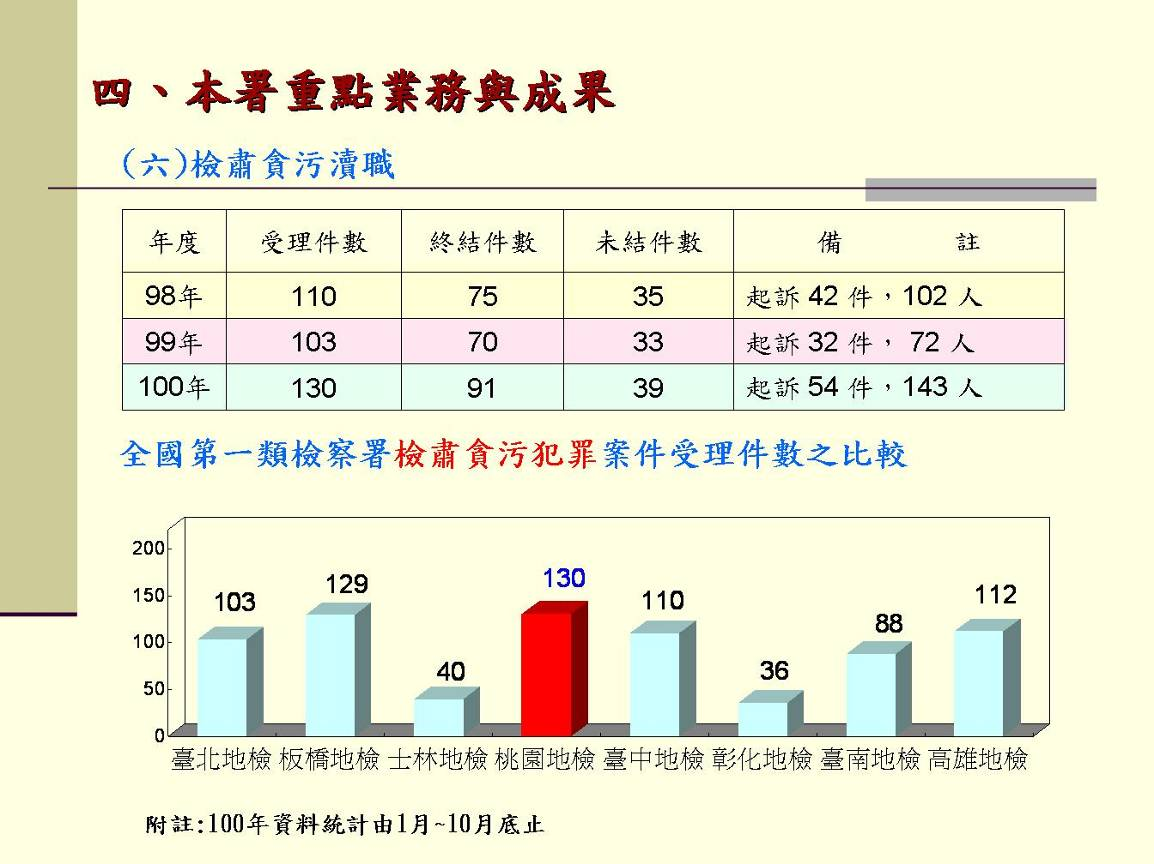 四、本署重點業務與成果
(六)檢肅貪污瀆職
年度 受理件數 終結件數 未結件數 備 註
98年 110 75 35 起訴 42 件，102 人
99年 103 70 33 起訴 32 件， 72 人
100年 130 91 39 起訴 54 件，143 人
全國第一類檢察署檢肅貪污犯罪案件受理件數之比較
200
150
100
50
0
103 129 40 130 110 36 88 112
臺北地檢 板橋地檢 士林地檢 桃園地檢 臺中地檢 彰化地檢 臺南地檢 高雄地檢
附註:100年資料統計由1月~10月底止